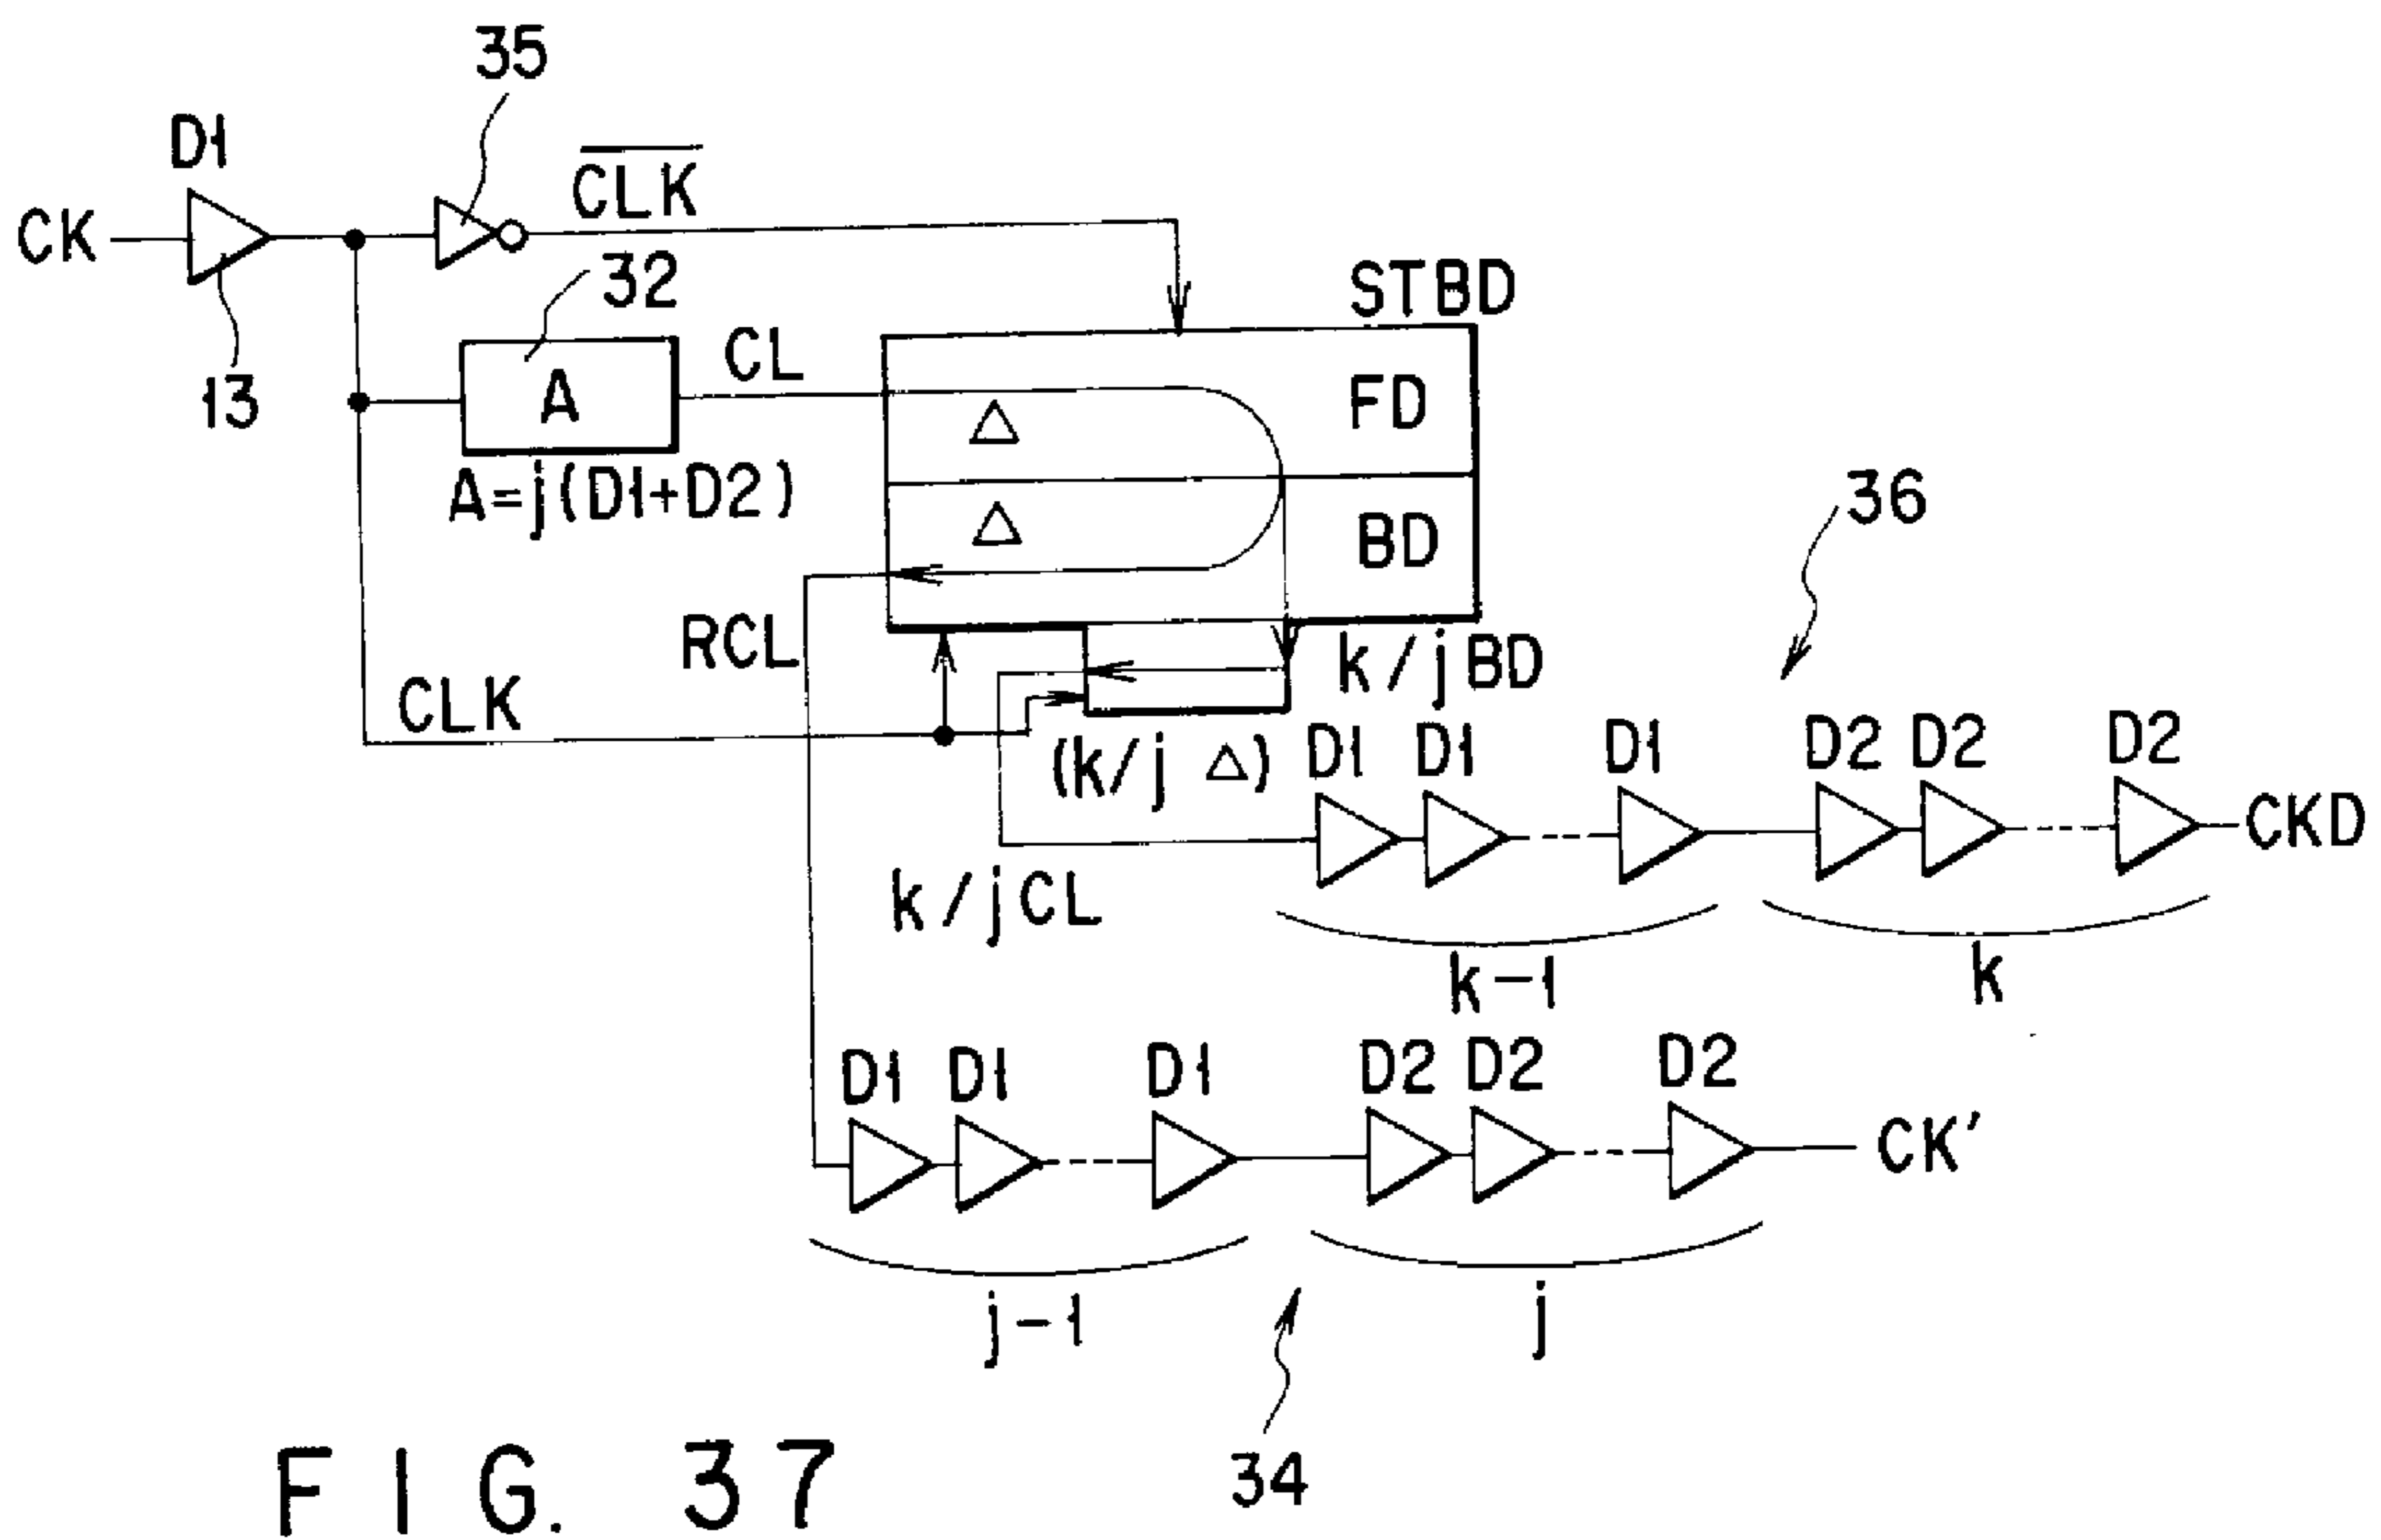 35
D1
CLK
CK
32
STBD
CL
FD
13
A
Δ
A=j(D1+D2)
36
Δ
BD
RCL
k/jBD
CLK
(k/j Δ)
D1 D1 D1 D2 D2 D2
CKD
k/jCL
k-1
k
D1 D1 D1 D2 D2 D2
CK'
j-1
j
34
FIG. 37